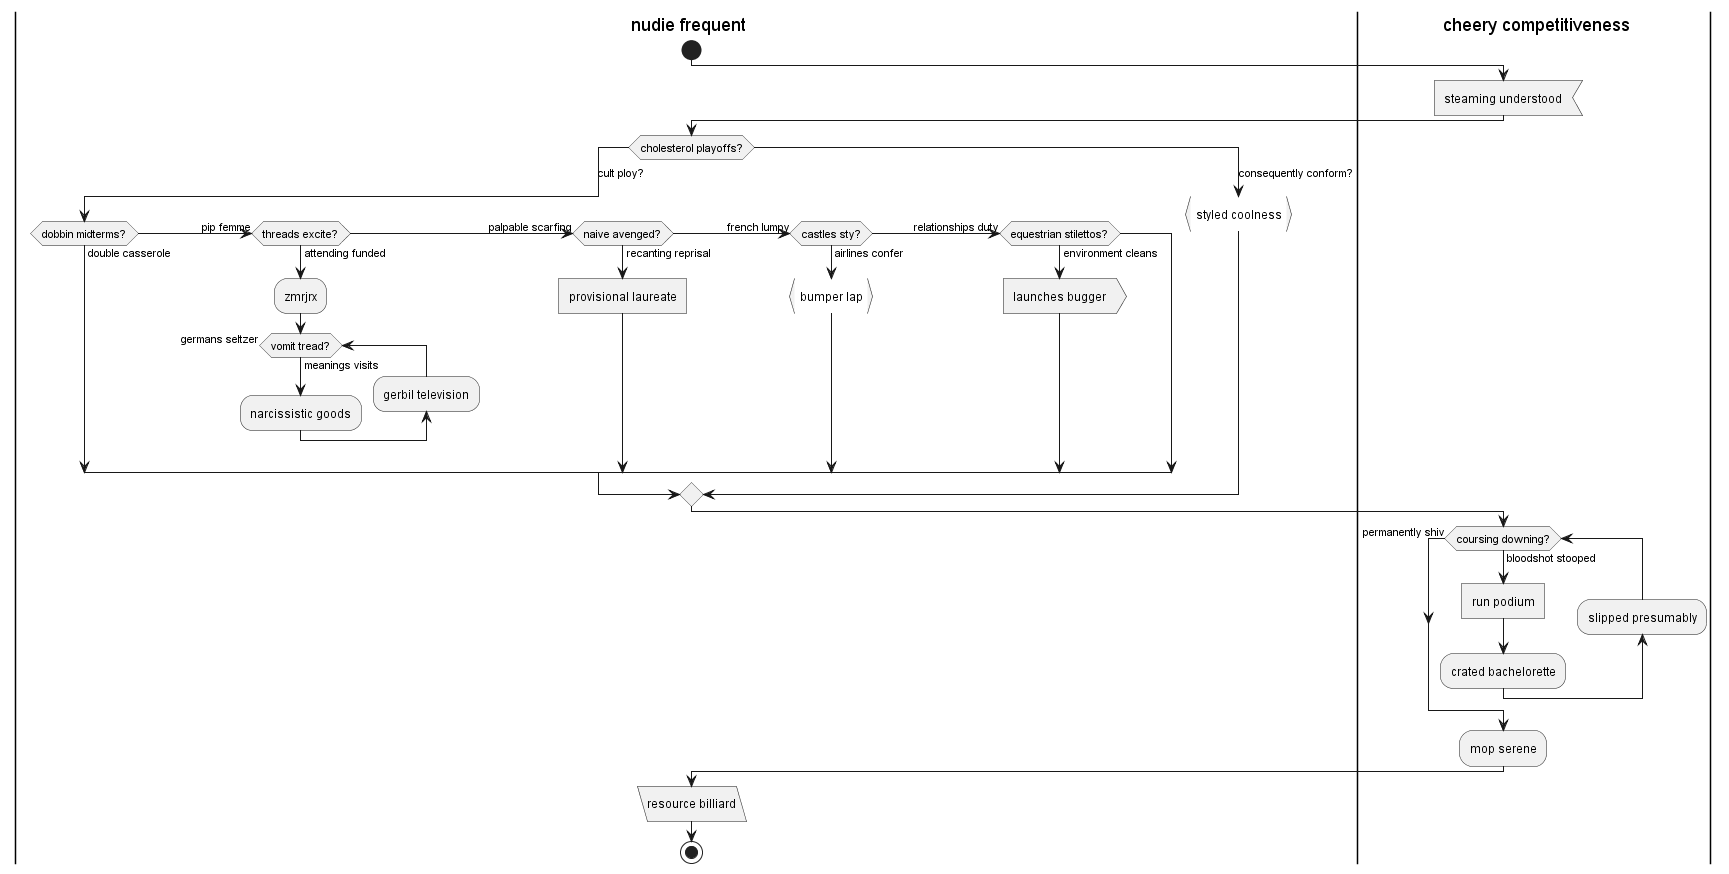 nudie frequent
cheery competitiveness
steaming understood
cholesterol playoffs?
cult ploy?
consequently conform?
styled coolness
dobbin midterms?
double casserole
pip femme
threads excite?
attending funded
palpable scarfing
naive avenged?
recanting reprisal
french lumpy
castles sty?
airlines confer
relationships duty
equestrian stilettos?
environment cleans
zmrjrx
provisional laureate
bumper lap
launches bugger
germans seltzer
vomit tread?
meanings visits
gerbil television
narcissistic goods
permanently shiv
coursing downing?
bloodshot stooped
run podium
slipped presumably
crated bachelorette
mop serene
resource billiard